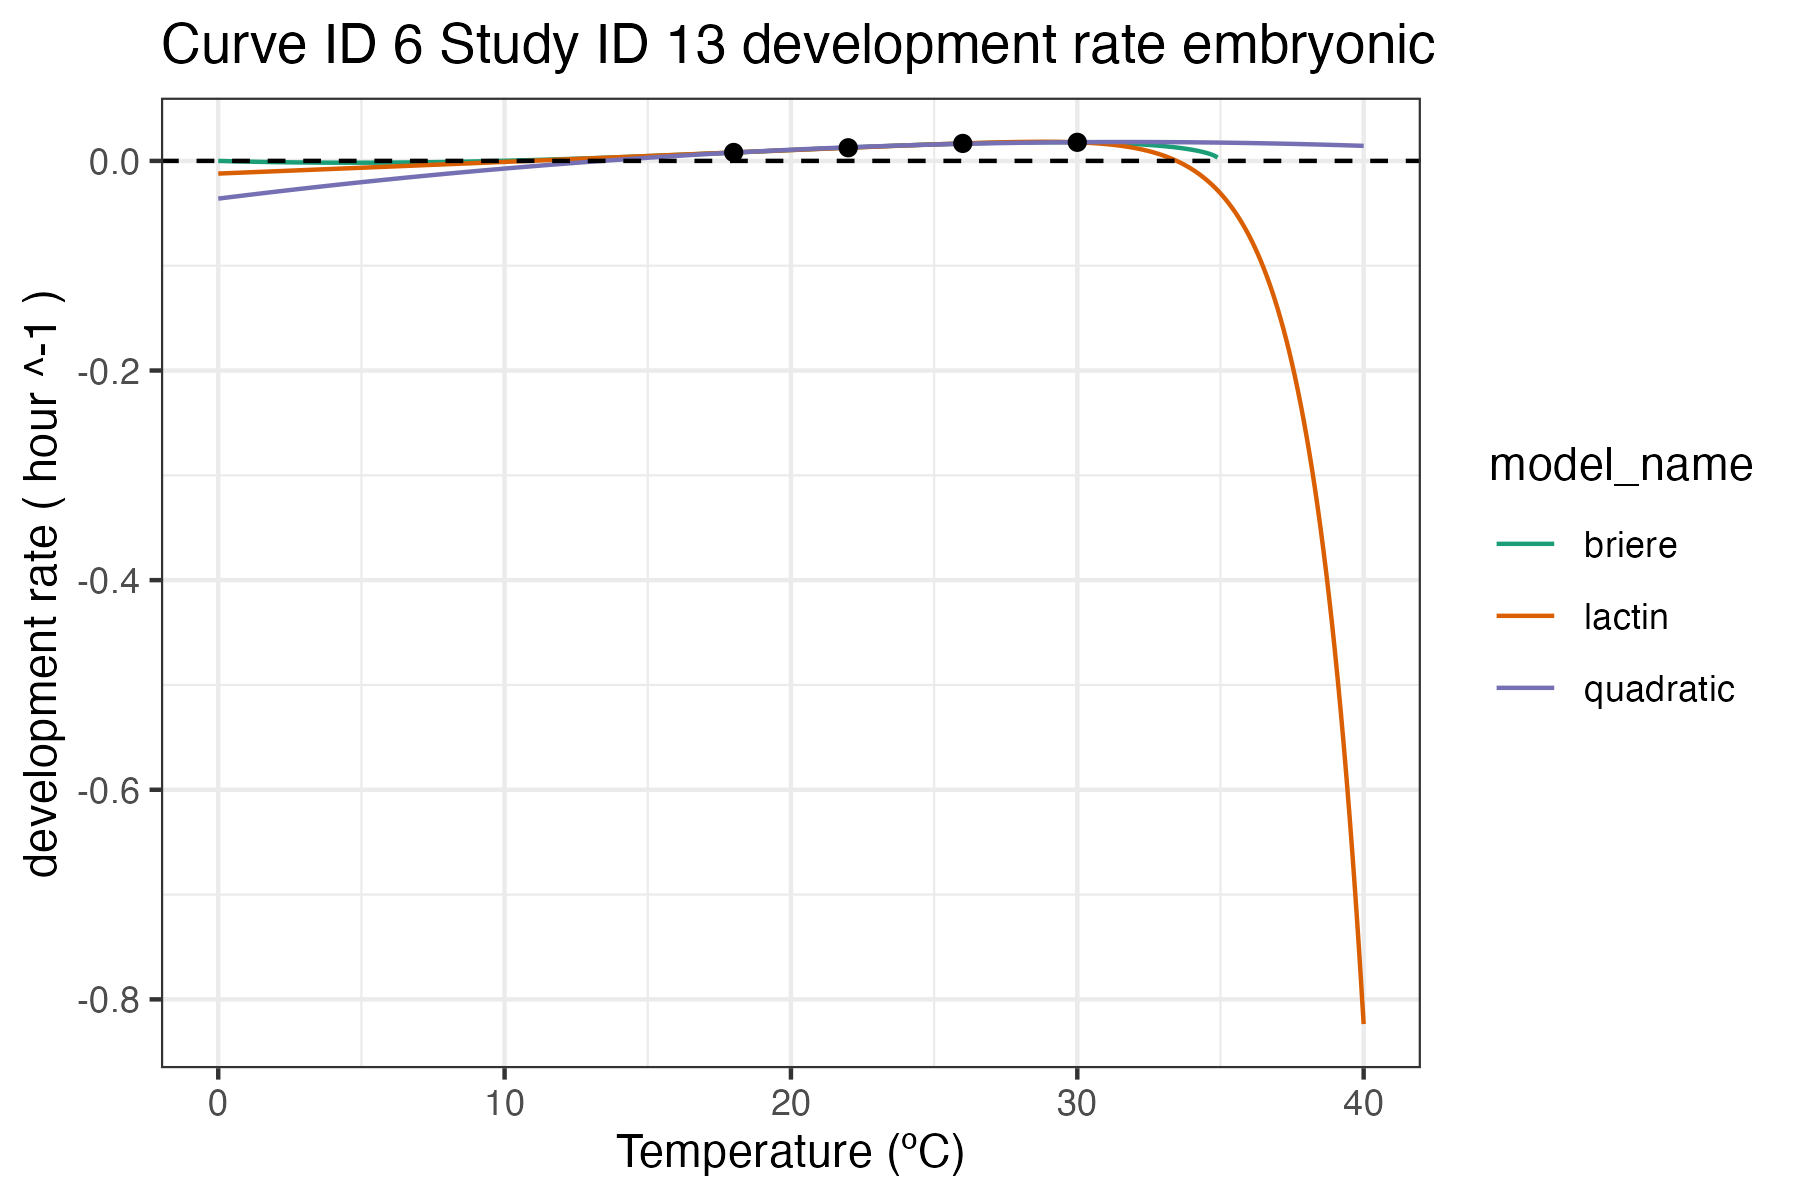 Curve ID 6 Study ID 13 development rate embryonic
development rate ( hour ^-1 )
0.0
-0.2
-0.4
-0.6
-0.8
0
10
20
30
40
Temperature (ºC)
model_name
briere
lactin
quadratic